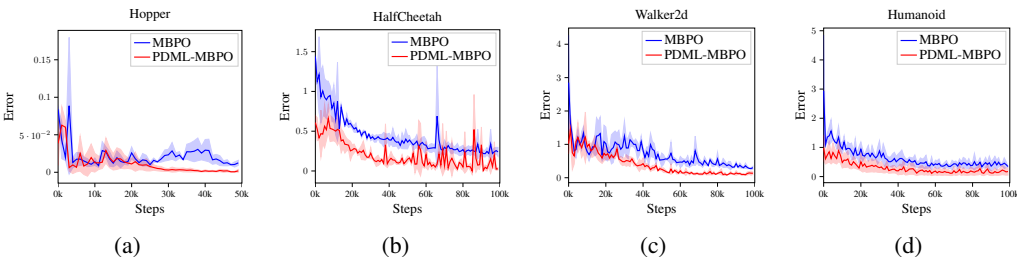 Hopper
MBPO
PDML-MBPO
0.15
0.1
5 · 10⁻²
0
Error
0k 10k 20k 30k 40k 50k
Steps
(a)
HalfCheetah
MBPO
PDML-MBPO
1.5
1.0
0.5
0
Error
0k 20k 40k 60k 80k 100k
Steps
(b)
Walker2d
MBPO
PDML-MBPO
4
3
2
1
0
Error
0k 20k 40k 60k 80k 100k
Steps
(c)
Humanoid
MBPO
PDML-MBPO
5
4
3
2
1
0
Error
0k 20k 40k 60k 80k 100k
Steps
(d)